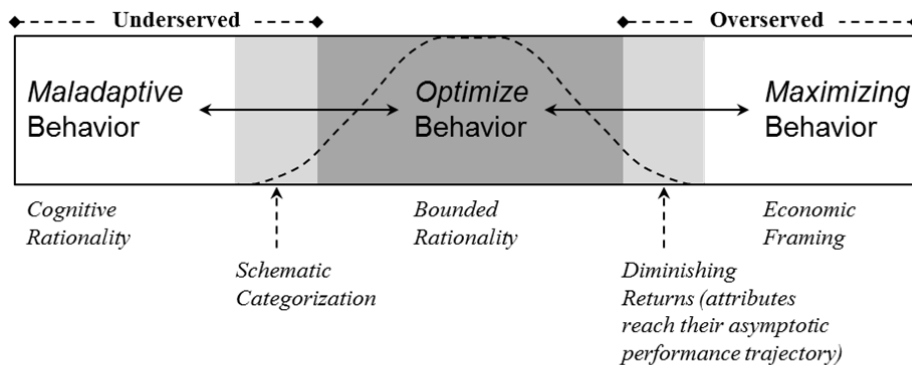 Underserved
Overserved
Maladaptive
Behavior
Optimize
Behavior
Maximizing
Behavior
Cognitive
Rationality
Bounded
Rationality
Economic
Framing
Schematic
Categorization
Diminishing
Returns (attributes
reach their asymptotic
performance trajectory)